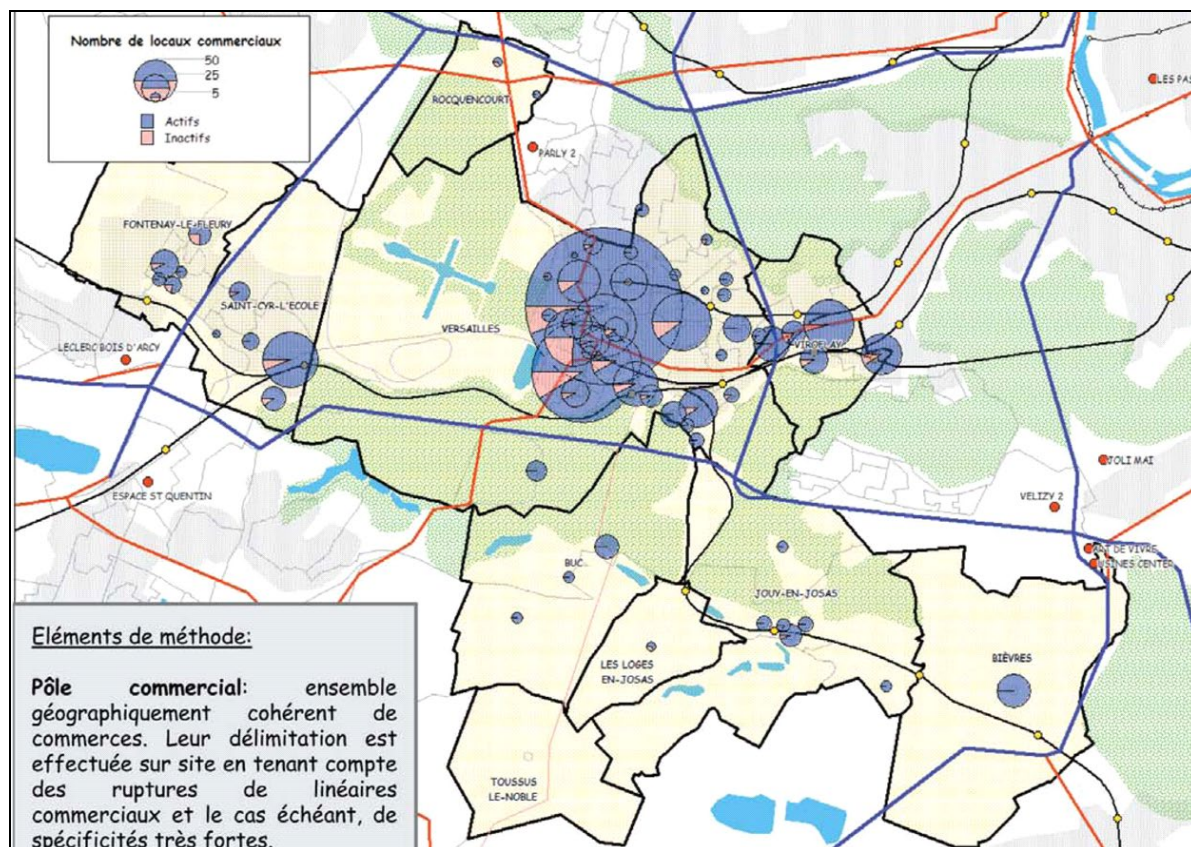 Nombre de locaux commerciaux
50
25
5
Actifs
Inactifs
ROCQUENCOURT
PARLY 2
LES PAS
FONTENAY-LE-FLEURY
SAINT-CYR-L'ECOLE
VERSAILLES
VIROFLAY
LECLERC BOIS D'ARCY
ESPACE ST QUENTIN
JOLI MAI
VELIZY 2
ART DE VIVRE
USINES CENTER
BUC
JOUY-EN-JOSAS
LES LOGES
EN-JOSAS
BIÈVRES
TOUSSUS
LE-NOBLE
Eléments de méthode:
Pôle commercial: ensemble
géographiquement cohérent de
commerces. Leur délimitation est
effectuée sur site en tenant compte
des ruptures de linéaires
commerciaux et le cas échéant, de
spécificités très fortes.